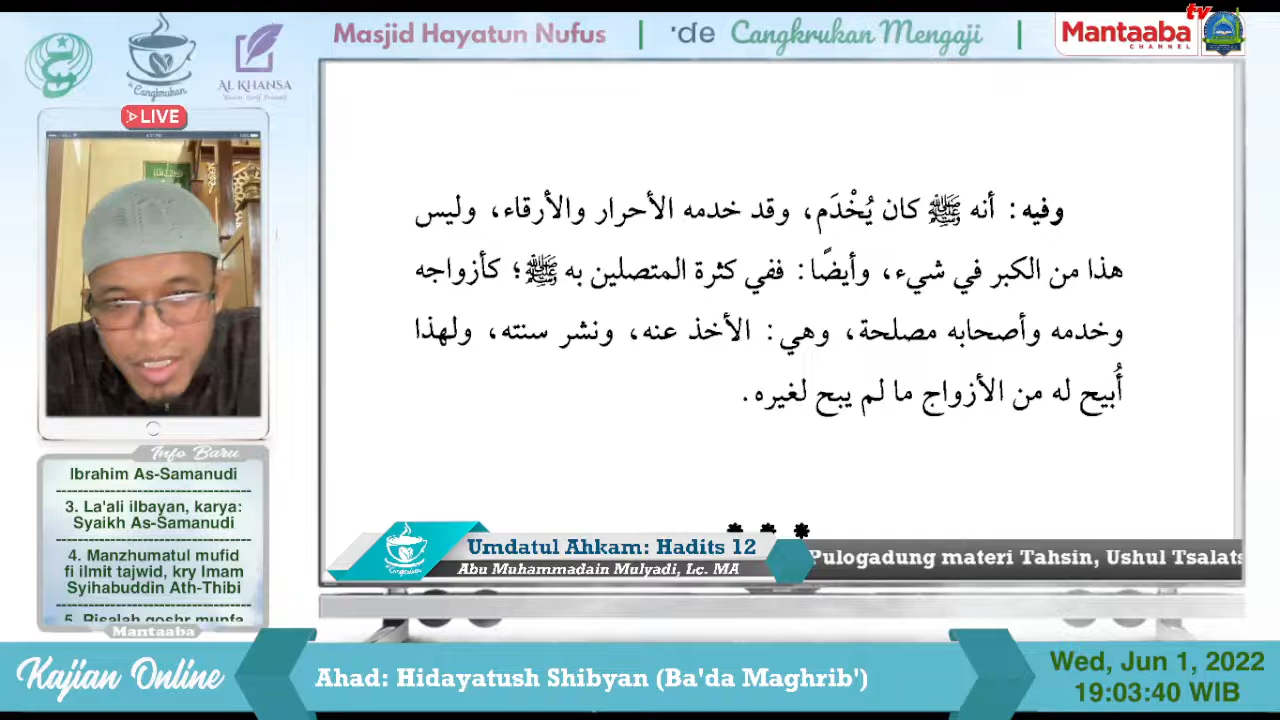 Masjid Hayatun Nufus | 'de Cangkrukan Mengaji |
tv
Mantaaba
CHANNEL
Cangkrukan
AL KHANSA
LIVE
وفيه: أنه ﷺ كان يُخْدَم، وقد خدمه الأحرار والأرقاء، وليس
هذا من الكبر في شيء، وأيضًا: ففي كثرة المتصلين به ﷺ؛ كأزواجه
وخدمه وأصحابه مصلحة، وهي: الأخذ عنه، ونشر سنته، ولهذا
أُبيح له من الأزواج ما لم يبح لغيره.
* * *
Info Baru
Ibrahim As-Samanudi
3. La'ali ilbayan, karya:
Syaikh As-Samanudi
4. Manzhumatul mufid
fi ilmit tajwid, kry Imam
Syihabuddin Ath-Thibi
5. Risalah qoshr munfa
Mantaaba
Cangkrukan
Umdatul Ahkam: Hadits 12
Abu Muhammadain Mulyadi, Lc. MA
Pulogadung materi Tahsin, Ushul Tsalats
Kajian Online
Ahad: Hidayatush Shibyan (Ba'da Maghrib')
Wed, Jun 1, 2022
19:03:40 WIB